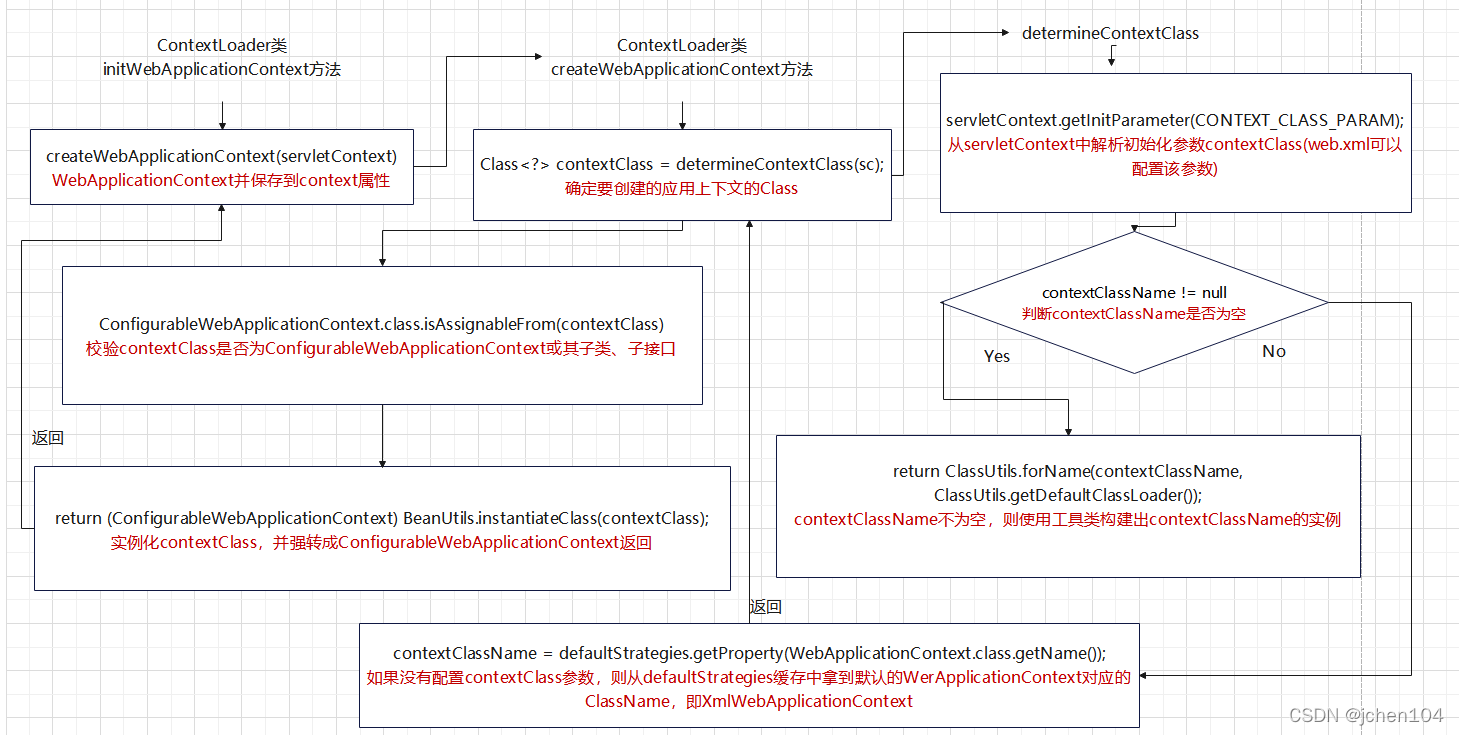 ContextLoader类
initWebApplicationContext方法
createWebApplicationContext(servletContext)
WebApplicationContext并保存到context属性
ContextLoader类
createWebApplicationContext方法
Class<?> contextClass = determineContextClass(sc);
确定要创建的应用上下文的Class
determineContextClass
servletContext.getInitParameter(CONTEXT_CLASS_PARAM);
从servletContext中解析初始化参数contextClass(web.xml可以
配置该参数)
contextClassName != null
判断contextClassName是否为空
Yes
No
ConfigurableWebApplicationContext.class.isAssignableFrom(contextClass)
校验contextClass是否为ConfigurableWebApplicationContext或其子类、子接口
返回
return (ConfigurableWebApplicationContext) BeanUtils.instantiateClass(contextClass);
实例化contextClass，并强转成ConfigurableWebApplicationContext返回
return ClassUtils.forName(contextClassName,
ClassUtils.getDefaultClassLoader());
contextClassName不为空，则使用工具类构建出contextClassName的实例
返回
contextClassName = defaultStrategies.getProperty(WebApplicationContext.class.getName());
如果没有配置contextClass参数，则从defaultStrategies缓存中拿到默认的WerApplicationContext对应的
ClassName，即XmlWebApplicationContext
CSDN @jchen104